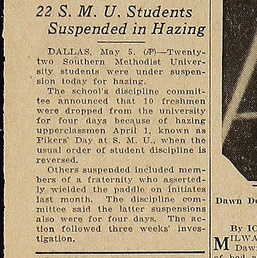 22 S. M. U. Students
Suspended in Hazing
DALLAS, May 5. (AP)—Twenty-
two Southern Methodist Univer-
sity students were under suspen-
sion today for hazing.
The school's discipline commit-
tee announced that 10 freshmen
were dropped from the university
for four days because of hazing
upperclassmen April 1, known as
Fikers' Day at S. M. U., when the
usual order of student discipline is
reversed.
Others suspended included mem-
bers of a fraternity who assert-
ly wielded the paddle on initiates
last month. The discipline com-
mittee said the latter suspensions
also were for four days. The ac-
tion followed three weeks' inves-
tigation.
Dawn
By
MILWA
Daw
of bad